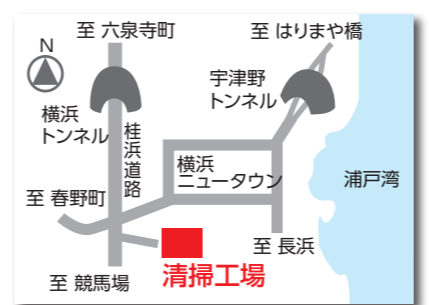 至 六泉寺町
至 はりまや橋
N
宇津野
トンネル
横浜
トンネル
桂浜道路
横浜
ニュータウン
浦戸湾
至 春野町
至 長浜
至 競馬場
清掃工場